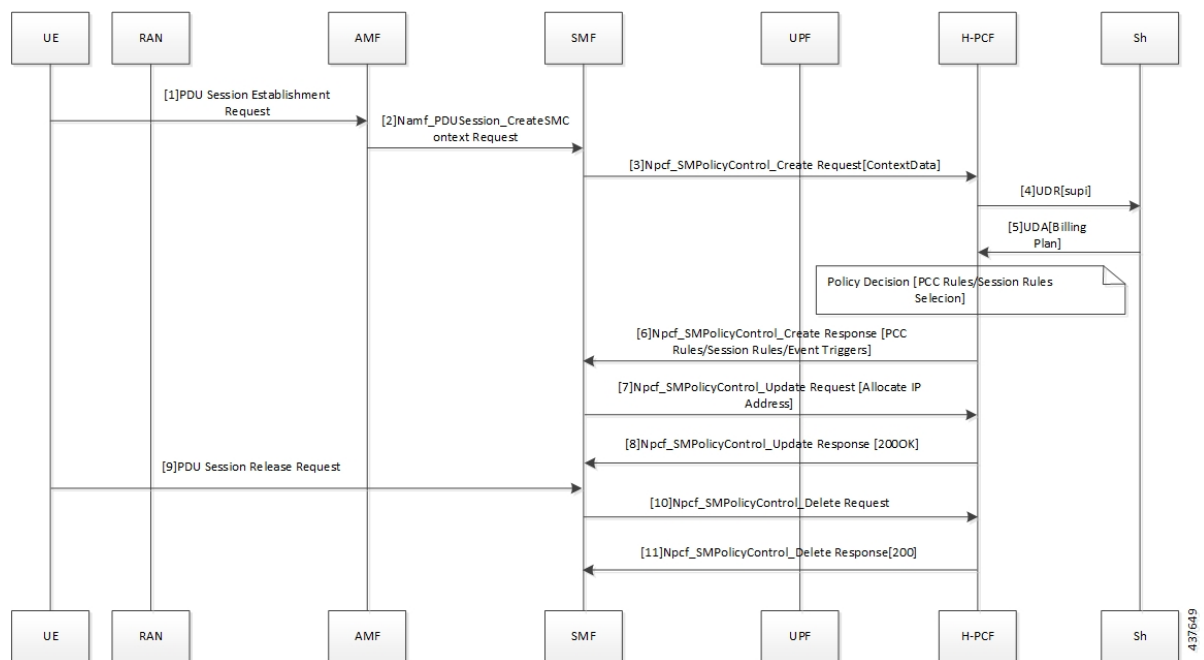 UE
RAN
AMF
SMF
UPF
H-PCF
Sh
[1]PDU Session Establishment
Request
[2]Namf_PDUSession_CreateSMC
ontext Request
[3]Npcf_SMPolicyControl_Create Request[ContextData]
[4]UDR[supi]
[5]UDA[Billing
Plan]
Policy Decision [PCC Rules/Session Rules
Selecion]
[6]Npcf_SMPolicyControl_Create Response [PCC
Rules/Session Rules/Event Triggers]
[7]Npcf_SMPolicyControl_Update Request [Allocate IP
Address]
[8]Npcf_SMPolicyControl_Update Response [200OK]
[9]PDU Session Release Request
[10]Npcf_SMPolicyControl_Delete Request
[11]Npcf_SMPolicyControl_Delete Response[200]
UE
RAN
AMF
SMF
UPF
H-PCF
Sh
437649